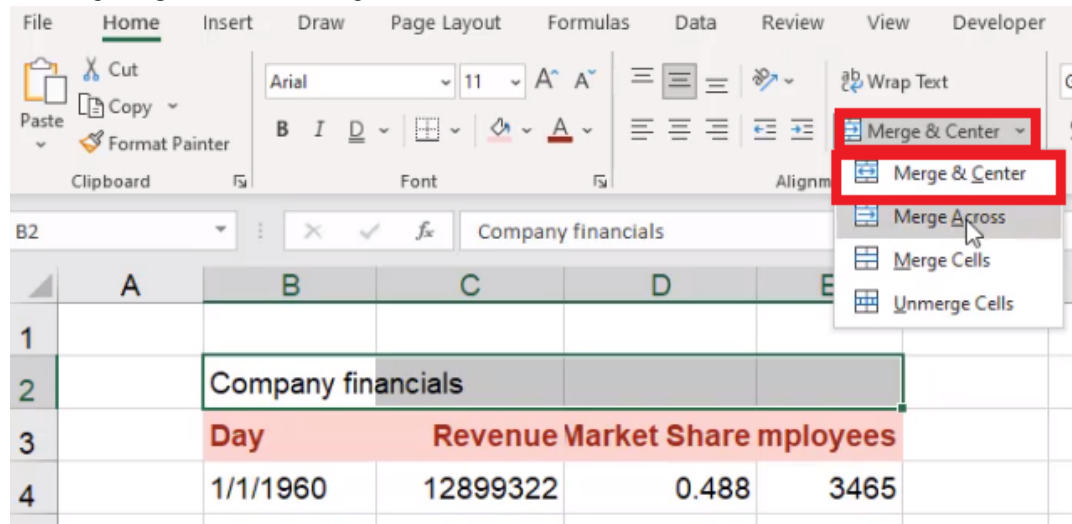 File Home Insert Draw Page Layout Formulas Data Review View Developer
Cut
Copy
Format Painter
Paste
Arial 11 A A
B I D A
ab Wrap Text
Merge & Center
Clipboard Font
Merge & Center
Merge Across
Merge Cells
Unmerge Cells
B2 fx Company financials
A B C D
1
2 Company financials
3 Day Revenue Market Share mployees
4 1/1/1960 12899322 0.488 3465